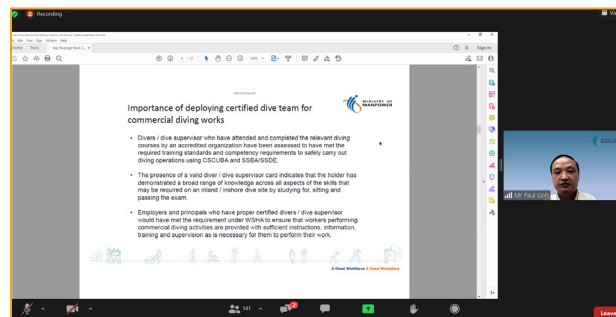 Recording
View
Sign In
Importance of deploying certified dive team for
commercial diving works
MINISTRY OF
MANPOWER
• Divers / dive supervisor who have attended and completed the relevant diving
courses by an accredited organization have been assessed to have met the
required training standards and competency requirements to safely carry out
diving operations using CSCUBA and SSBA/SSDE.
• The presence of a valid diver / dive supervisor card indicates that the holder has
demonstrated a broad range of knowledge across all aspects of the skills that
may be required on an inland / inshore dive site by studying for, sitting and
passing the exam.
• Employers and principals who have proper certified divers / dive supervisor
would have met the requirement under WSHA to ensure that workers performing
commercial diving activities are provided with sufficient instructions, information,
training and supervision as is necessary for them to perform their work.
A Great Workforce A Great Workplace
Mr Paul Goh
141
2
Leave